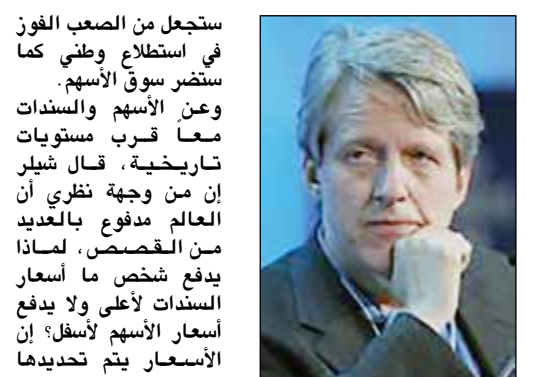 ستجعل من الصعب الفوز
في استطلاع وطني كما
ستضر سوق الأسهم.
وعن الأسهم والسندات
معاً قرب مستويات
تاريخية، قال شيلر
إن من وجهة نظري أن
العالم مدفوع بالعديد
من القصص، لماذا
يدفع شخص ما أسعار
السندات لأعلى ولا يدفع
أسعار الأسهم لأسفل؟ إن
الأسعار يتم تحديدها